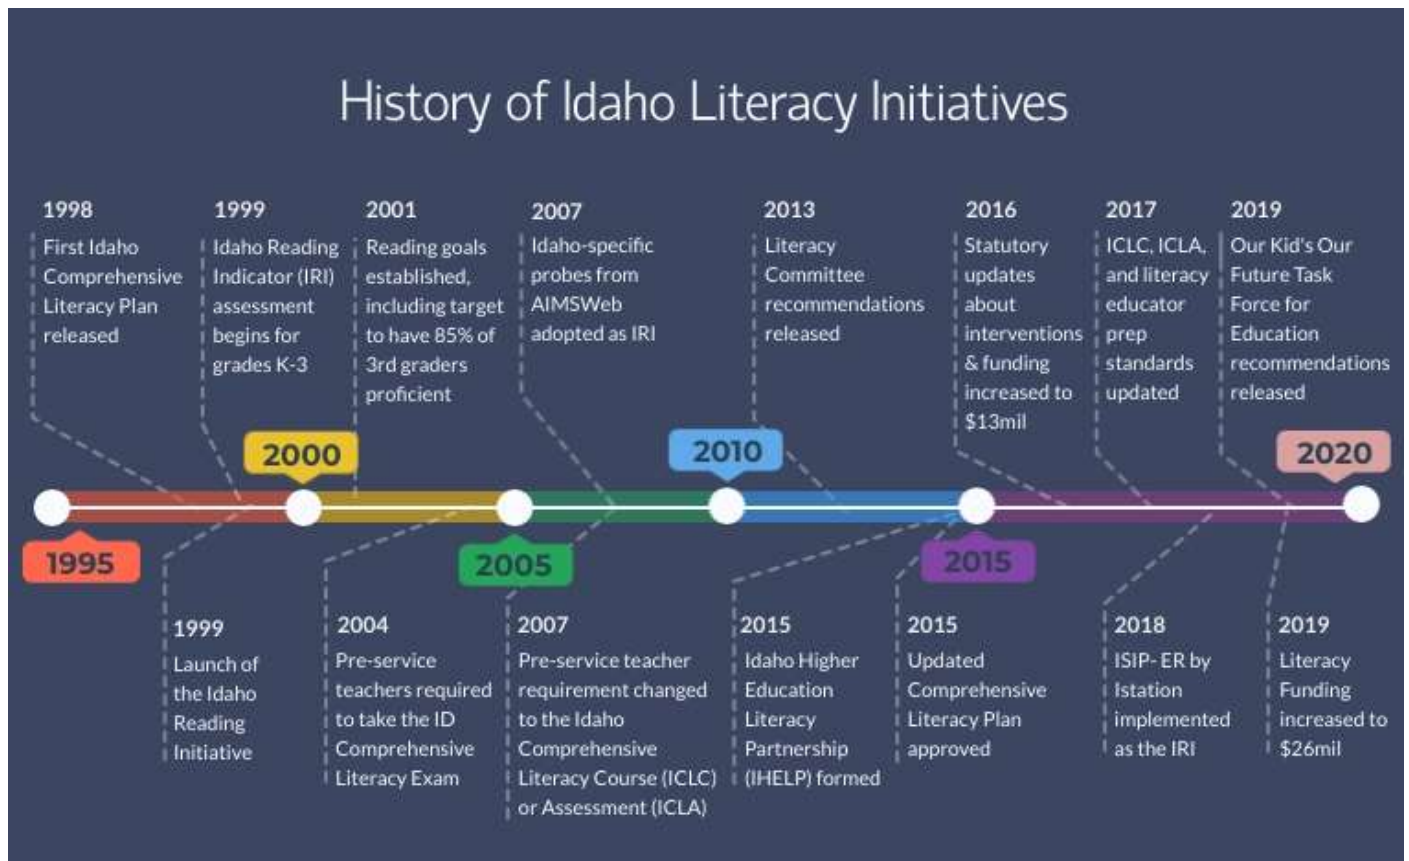 History of Idaho Literacy Initiatives
1998
First Idaho
Comprehensive
Literacy Plan
released
1999
Idaho Reading
Indicator (IRI)
assessment
begins for
grades K-3
2001
Reading goals
established,
including target
to have 85% of
3rd graders
proficient
2007
Idaho-specific
probes from
AIMSWeb
adopted as IRI
2013
Literacy
Committee
recommendations
released
2016
Statutory
updates
about
interventions
& funding
increased to
$13mil
2017
ICLC, ICLA,
and literacy
educator
prep
standards
updated
2019
Our Kid's Our
Future Task
Force for
Education
recommendations
released
2000
2010
2020
1995
2005
2015
1999
Launch of
the Idaho
Reading
Initiative
2004
Pre-service
teachers required
to take the ID
Comprehensive
Literacy Exam
2007
Pre-service teacher
requirement changed
to the Idaho
Comprehensive
Literacy Course (ICLC)
or Assessment (ICLA)
2015
Idaho Higher
Education
Literacy
Partnership
(IHELP) formed
2015
Updated
Comprehensive
Literacy Plan
approved
2018
ISIP- ER by
Istation
implemented
as the IRI
2019
Literacy
Funding
increased to
$26mil